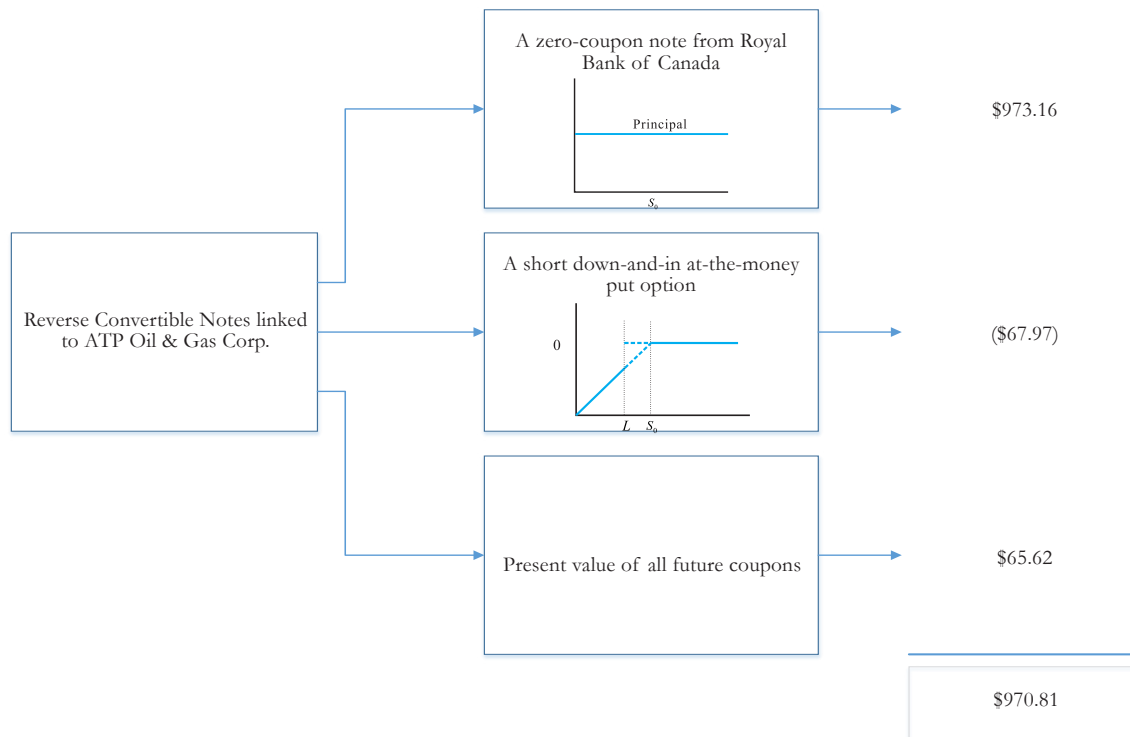 A zero-coupon note from Royal
Bank of Canada
Principal
S₀
$973.16
Reverse Convertible Notes linked
to ATP Oil & Gas Corp.
A short down-and-in at-the-money
put option
0
L S₀
($67.97)
Present value of all future coupons
$65.62
$970.81